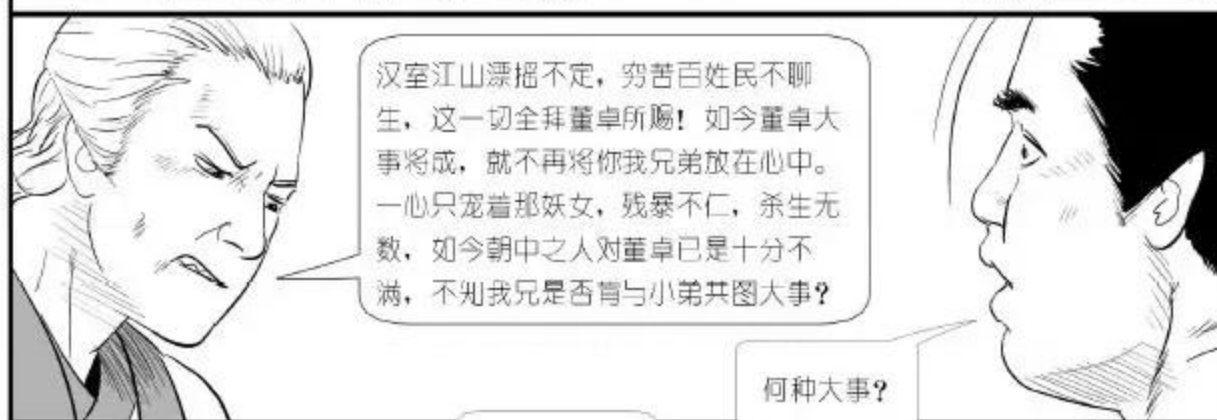 汉室江山漂摇不定，穷苦百姓民不聊
生，这一切全拜董卓所赐！如今董卓大
事将成，就不再将你我兄弟放在心中。
一心只宠着那妖女，残暴不仁，杀生无
数，如今朝中之人对董卓已是十分不
满，不知我兄是否肯与小弟共图大事？
何种大事？